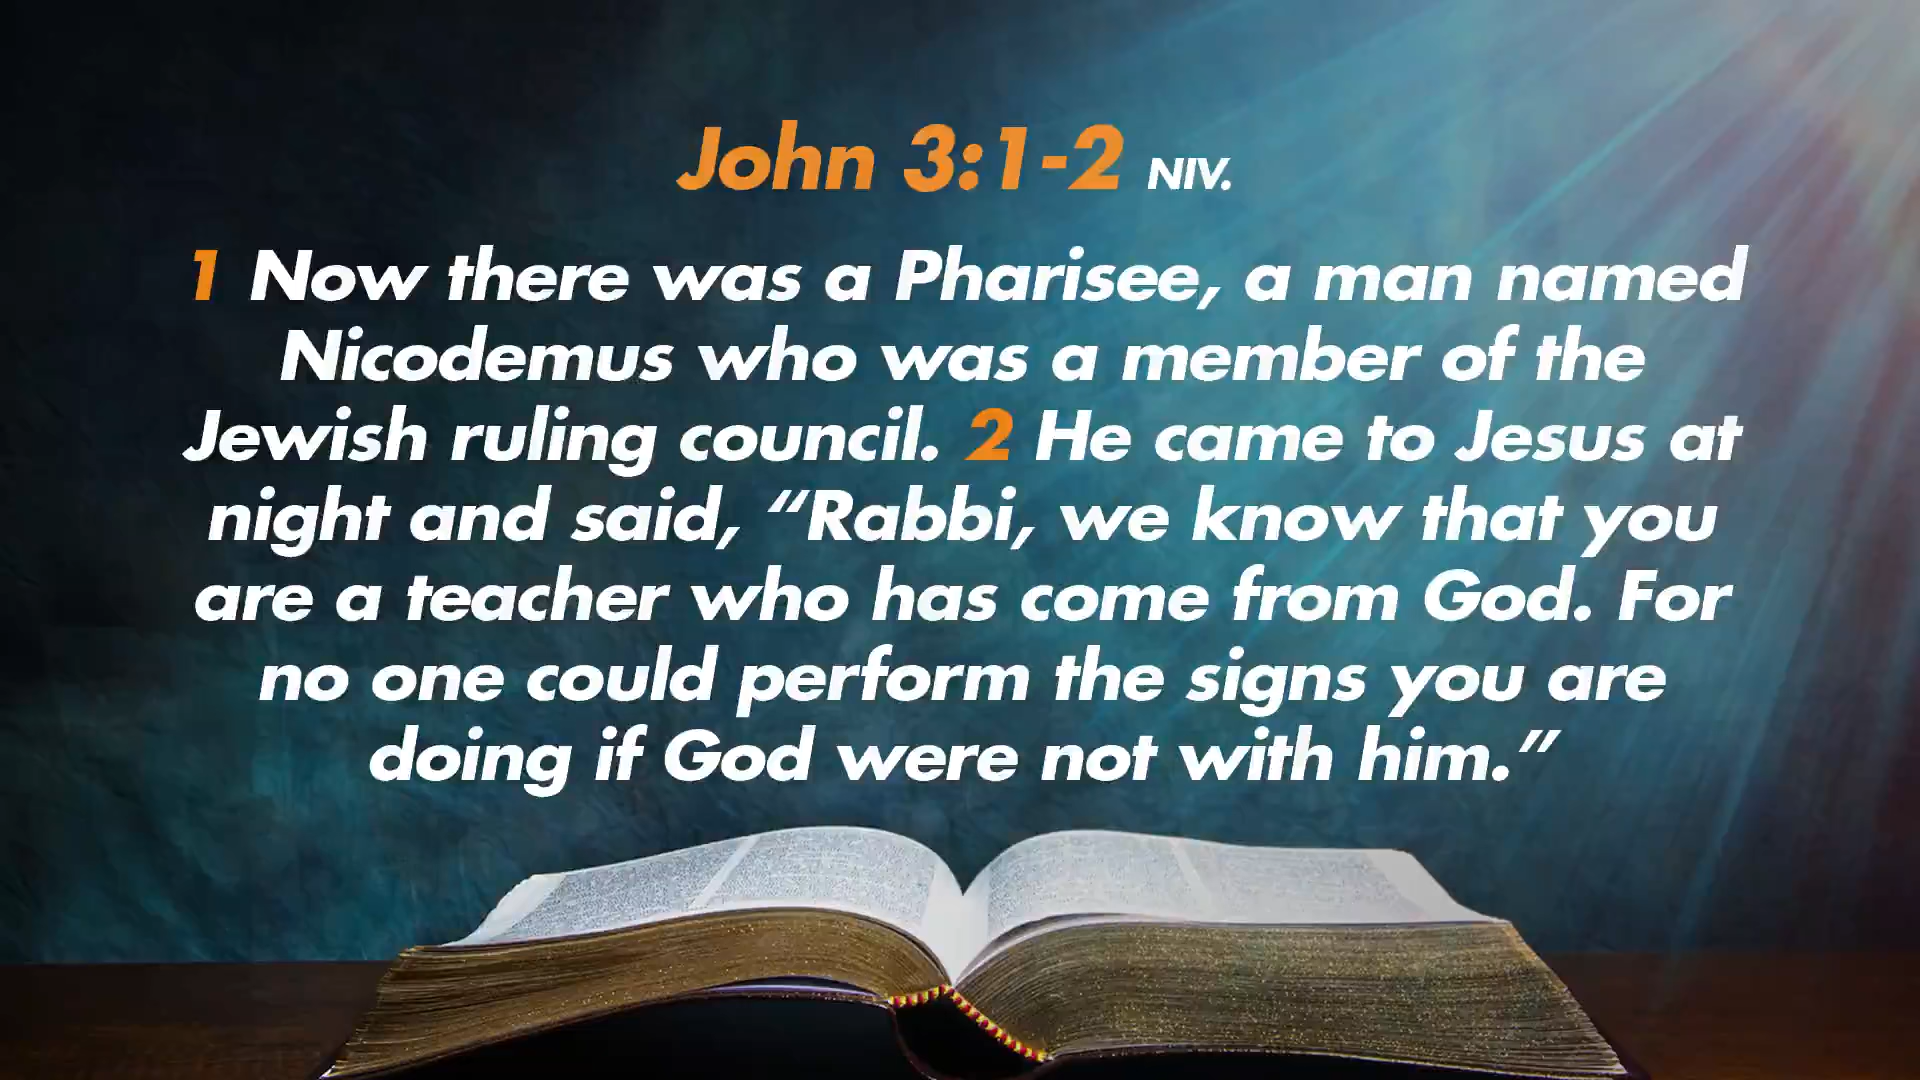 John 3:1-2 NIV.
1 Now there was a Pharisee, a man named
Nicodemus who was a member of the
Jewish ruling council. 2 He came to Jesus at
night and said, “Rabbi, we know that you
are a teacher who has come from God. For
no one could perform the signs you are
doing if God were not with him.”